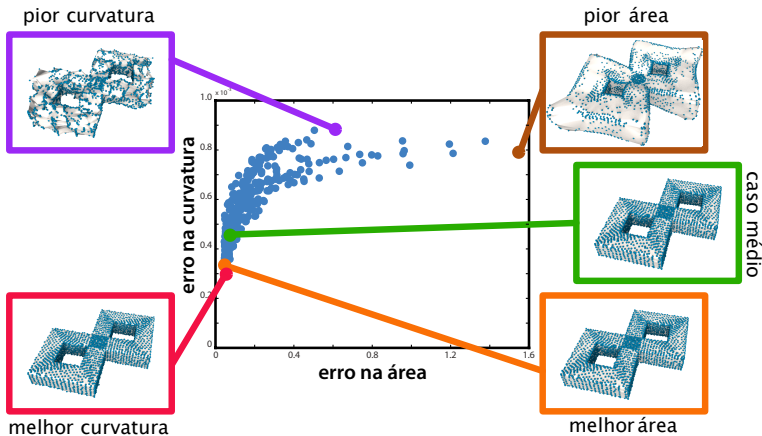 pior curvatura
pior área
1.0
x 10
0.8
0.6
0.4
0.2
0
0.4
0.8
1.2
1.6
erro na curvatura
erro na área
caso médio
melhor curvatura
melhor área